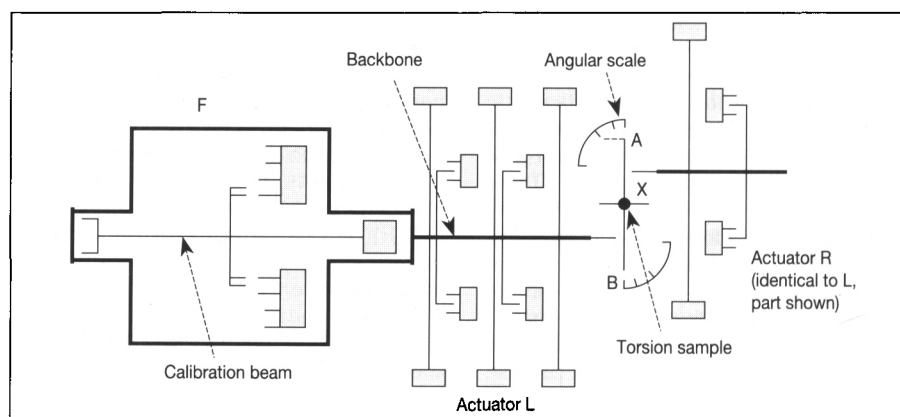 Backbone
Angular scale
F
A
X
B
Actuator R
(identical to L,
part shown)
Calibration beam
Torsion sample
Actuator L